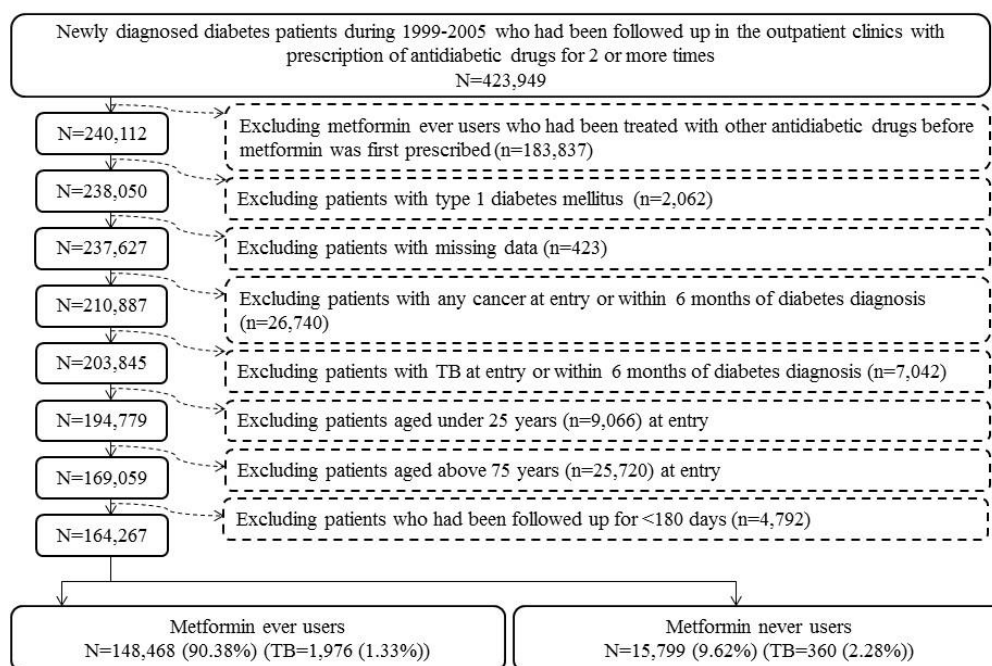 Newly diagnosed diabetes patients during 1999-2005 who had been followed up in the outpatient clinics with
prescription of antidiabetic drugs for 2 or more times
N=423,949
N=240,112
Excluding metformin ever users who had been treated with other antidiabetic drugs before
metformin was first prescribed (n=183,837)
N=238,050
Excluding patients with type 1 diabetes mellitus (n=2,062)
N=237,627
Excluding patients with missing data (n=423)
N=210,887
Excluding patients with any cancer at entry or within 6 months of diabetes diagnosis
(n=26,740)
N=203,845
Excluding patients with TB at entry or within 6 months of diabetes diagnosis (n=7,042)
N=194,779
Excluding patients aged under 25 years (n=9,066) at entry
N=169,059
Excluding patients aged above 75 years (n=25,720) at entry
N=164,267
Excluding patients who had been followed up for <180 days (n=4,792)
Metformin ever users
N=148,468 (90.38%) (TB=1,976 (1.33%))
Metformin never users
N=15,799 (9.62%) (TB=360 (2.28%))